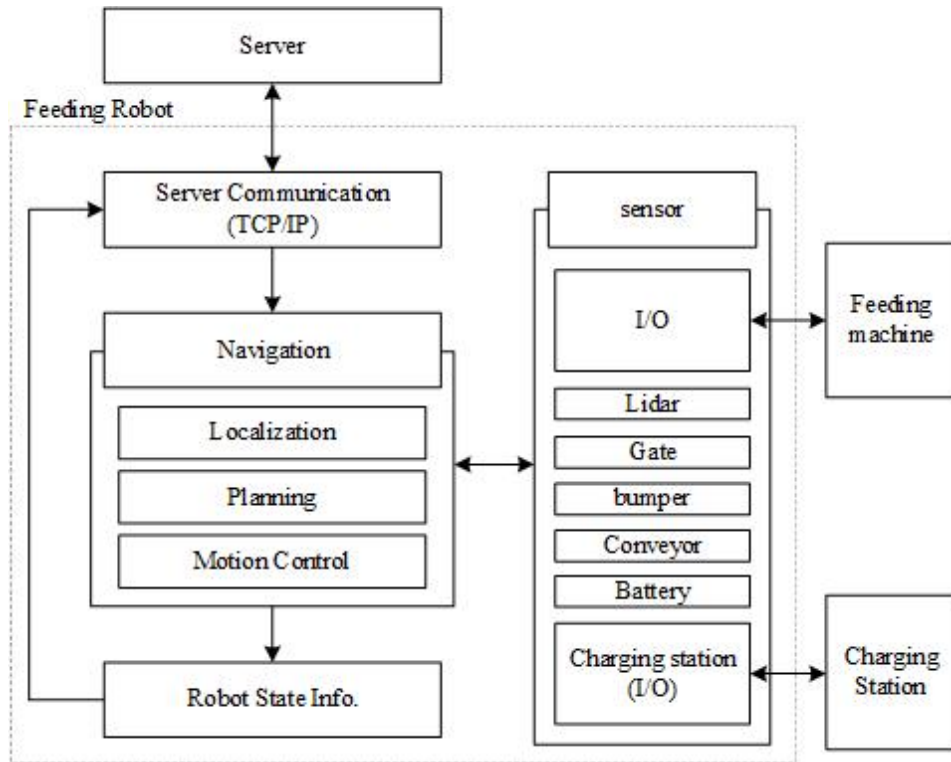 Server
Feeding Robot
Server Communication
(TCP/IP)
Navigation
Localization
Planning
Motion Control
Robot State Info.
sensor
I/O
Lidar
Gate
bumper
Conveyor
Battery
Charging station
(I/O)
Feeding
machine
Charging
Station